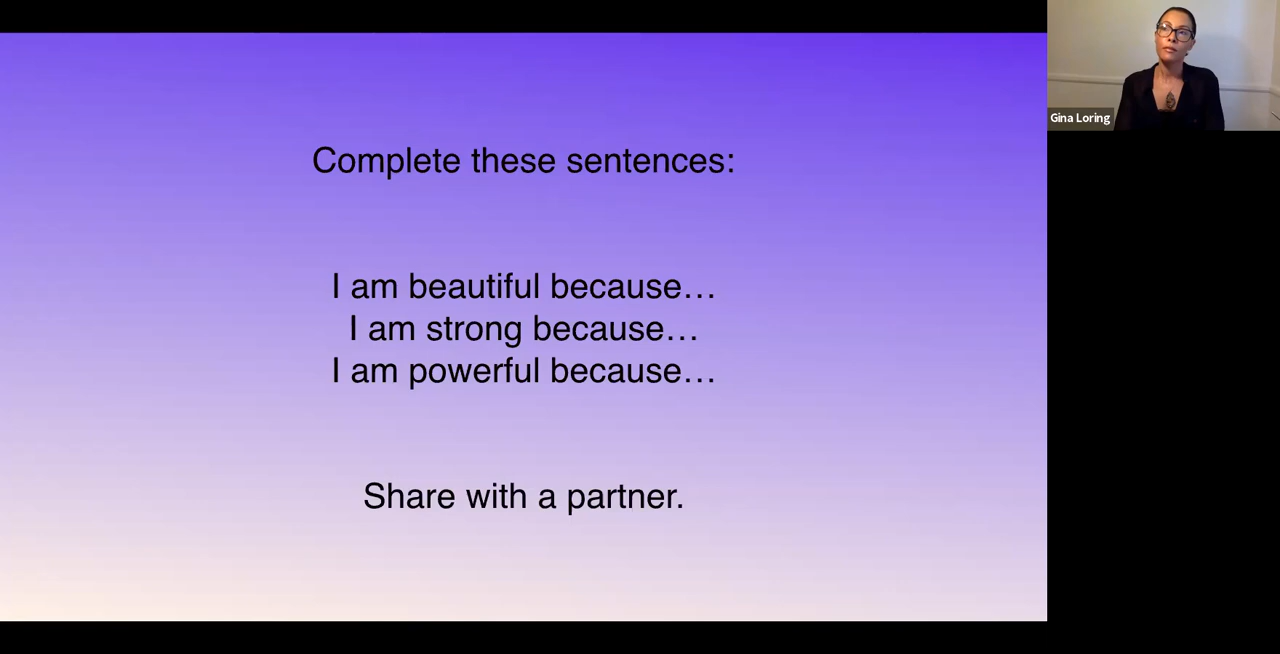 Complete these sentences:
I am beautiful because…
I am strong because…
I am powerful because…
Share with a partner.
Gina Loring